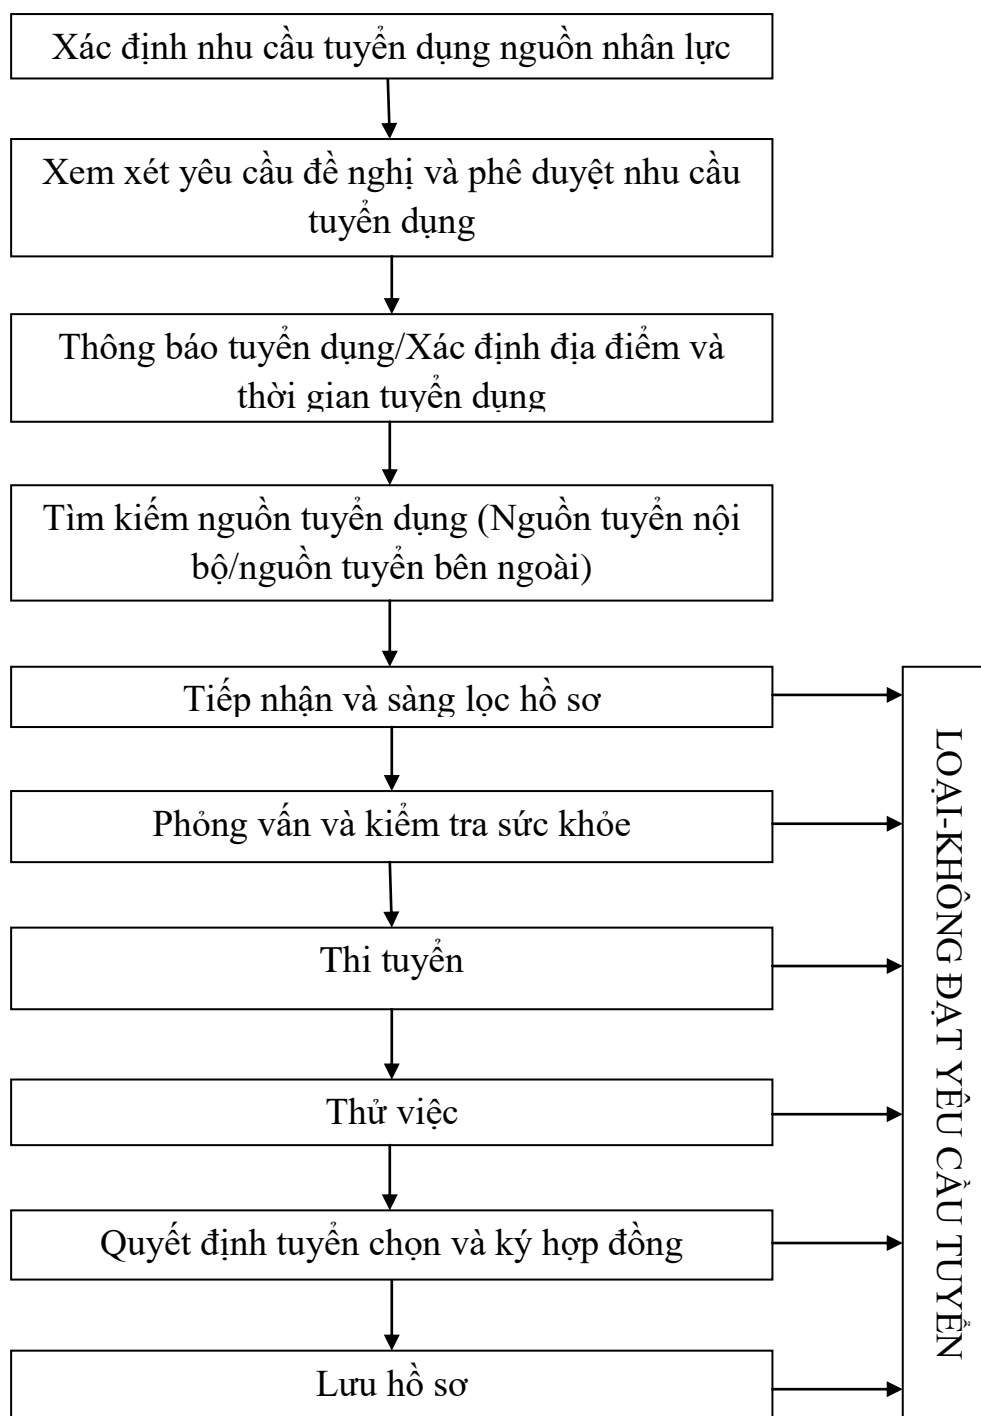 Xác định nhu cầu tuyển dụng nguồn nhân lực
Xem xét yêu cầu đề nghị và phê duyệt nhu cầu
tuyển dụng
Thông báo tuyển dụng/Xác định địa điểm và
thời gian tuyển dụng
Tìm kiếm nguồn tuyển dụng (Nguồn tuyển nội
bộ/nguồn tuyển bên ngoài)
Tiếp nhận và sàng lọc hồ sơ
Phỏng vấn và kiểm tra sức khỏe
Thi tuyển
Thử việc
Quyết định tuyển chọn và ký hợp đồng
Lưu hồ sơ
LOẠI-KHÔNG ĐẠT YÊU CẦU TUYỂN